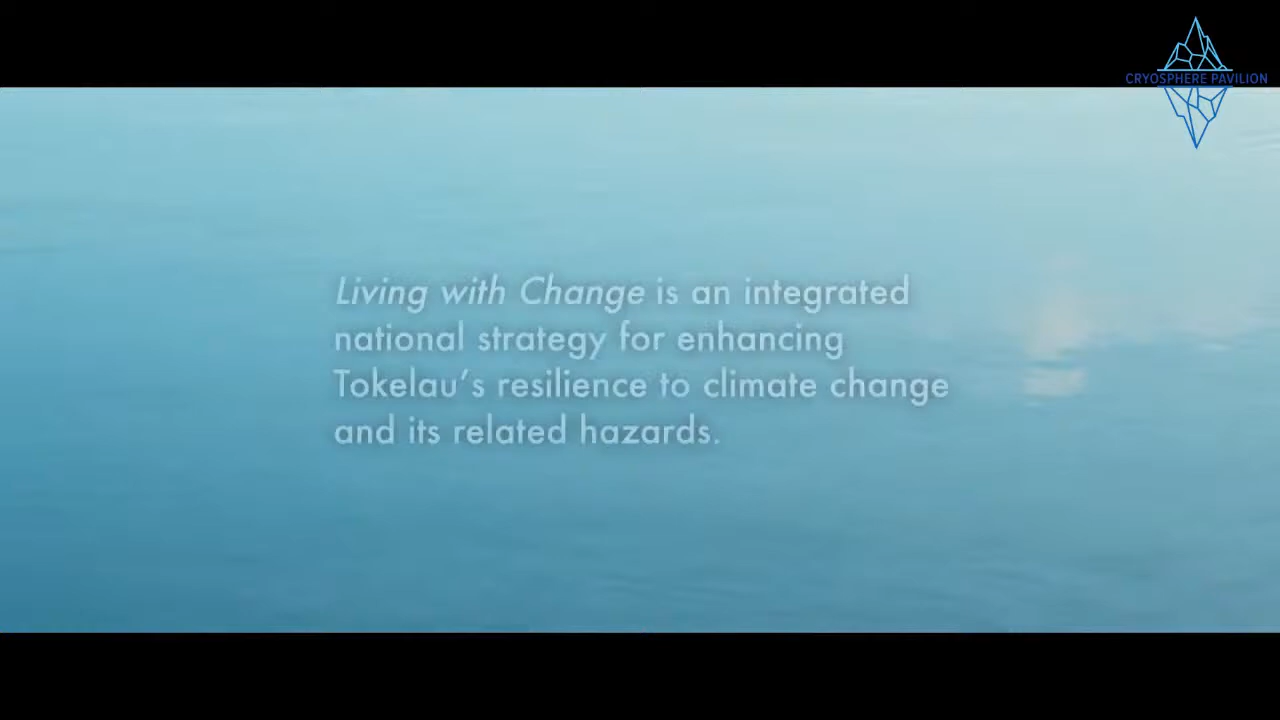 CRYOSPHERE PAVILION
Living with Change is an integrated
national strategy for enhancing
Tokelau’s resilience to climate change
and its related hazards.